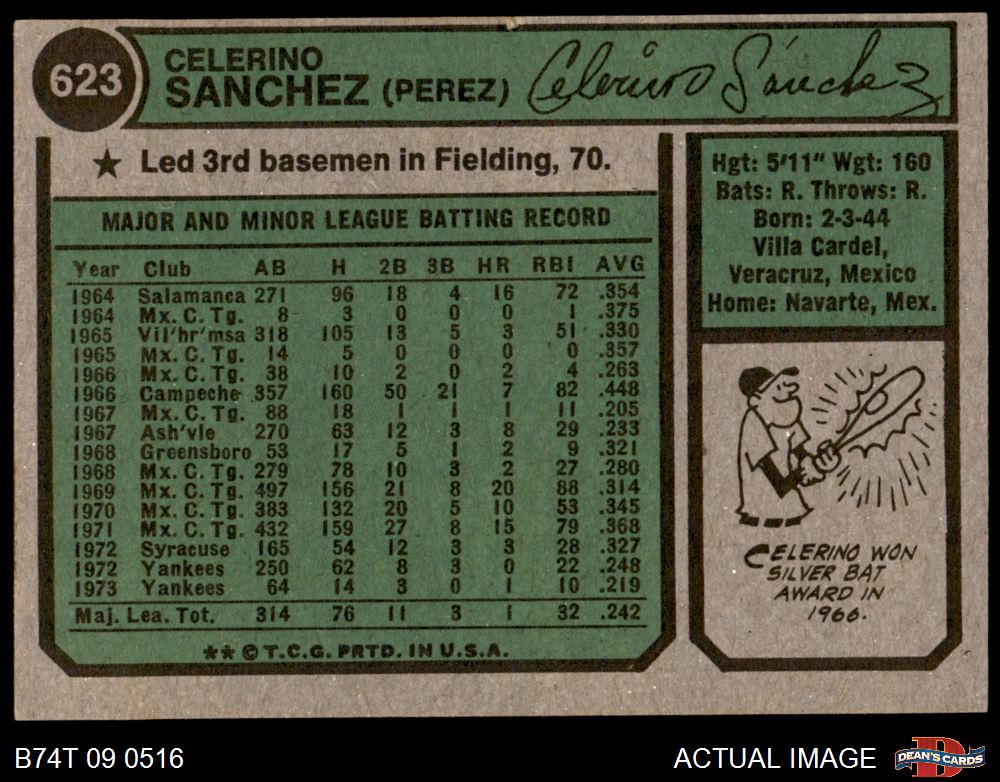 623
CELERINO
SANCHEZ (PEREZ)
Celerino Sánchez
★ Led 3rd basemen in Fielding, 70.
MAJOR AND MINOR LEAGUE BATTING RECORD
Year Club AB H 2B 3B HR RBI AVG
1964 Salamanca 271 96 18 4 16 72 .354
1964 Mx. C. Tg. 8 3 0 0 0 1 .375
1965 Vil'hr'msa 318 105 13 5 3 51 .330
1965 Mx. C. Tg. 14 5 0 0 0 0 .357
1966 Mx. C. Tg. 38 10 2 0 2 4 .263
1966 Campeche 357 160 50 21 7 82 .448
1967 Mx. C. Tg. 88 18 1 1 1 11 .205
1967 Ash'vle 270 63 12 3 8 29 .233
1968 Greensboro 53 17 5 1 2 9 .321
1968 Mx. C. Tg. 279 78 10 3 2 27 .280
1969 Mx. C. Tg. 497 156 21 8 20 88 .314
1970 Mx. C. Tg. 383 132 20 5 10 53 .345
1971 Mx. C. Tg. 432 159 27 8 15 79 .368
1972 Syracuse 165 54 12 3 3 28 .327
1972 Yankees 250 62 8 3 0 22 .248
1973 Yankees 64 14 3 0 1 10 .219
Maj. Lea. Tot. 314 76 11 3 1 32 .242
★★ © T.C.G. PRTD. IN U.S.A.
Hgt: 5'11" Wgt: 160
Bats: R. Throws: R.
Born: 2-3-44
Villa Cardel,
Veracruz, Mexico
Home: Navarte, Mex.
CELERINO WON
SILVER BAT
AWARD IN
1966.
B74T 09 0516
ACTUAL IMAGE
DEAN'S CARDS